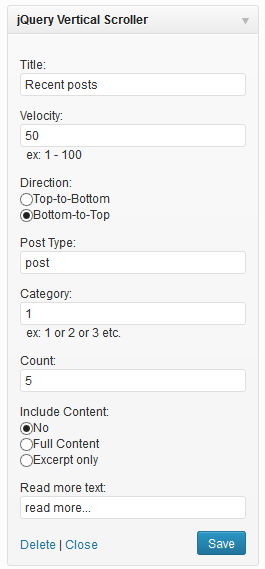 jQuery Vertical Scroller
Title:
Recent posts
Velocity:
50
ex: 1 - 100
Direction:
Top-to-Bottom
Bottom-to-Top
Post Type:
post
Category:
1
ex: 1 or 2 or 3 etc.
Count:
5
Include Content:
No
Full Content
Excerpt only
Read more text:
read more...
Delete | Close Save